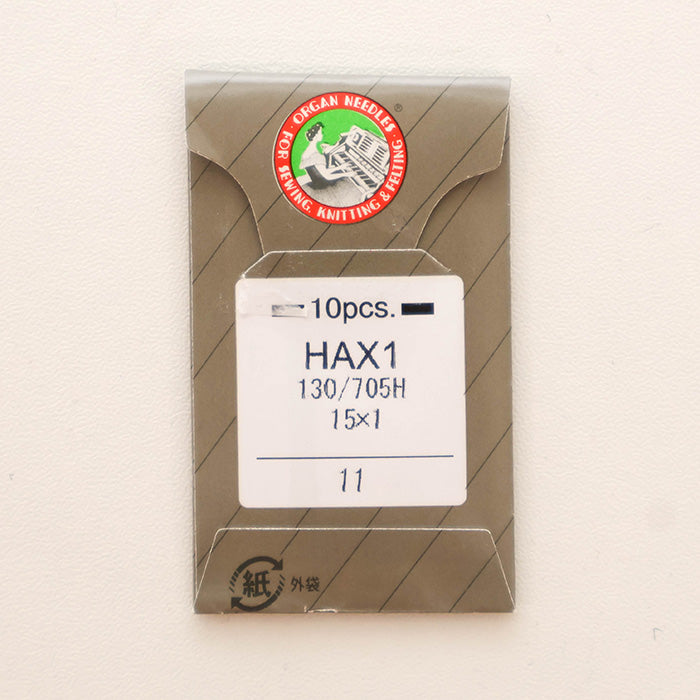 ORGAN NEEDLES
®
FOR SEWING, KNITTING & FELTING
10pcs.
HAX1
130/705H
15×1
11
紙 外袋